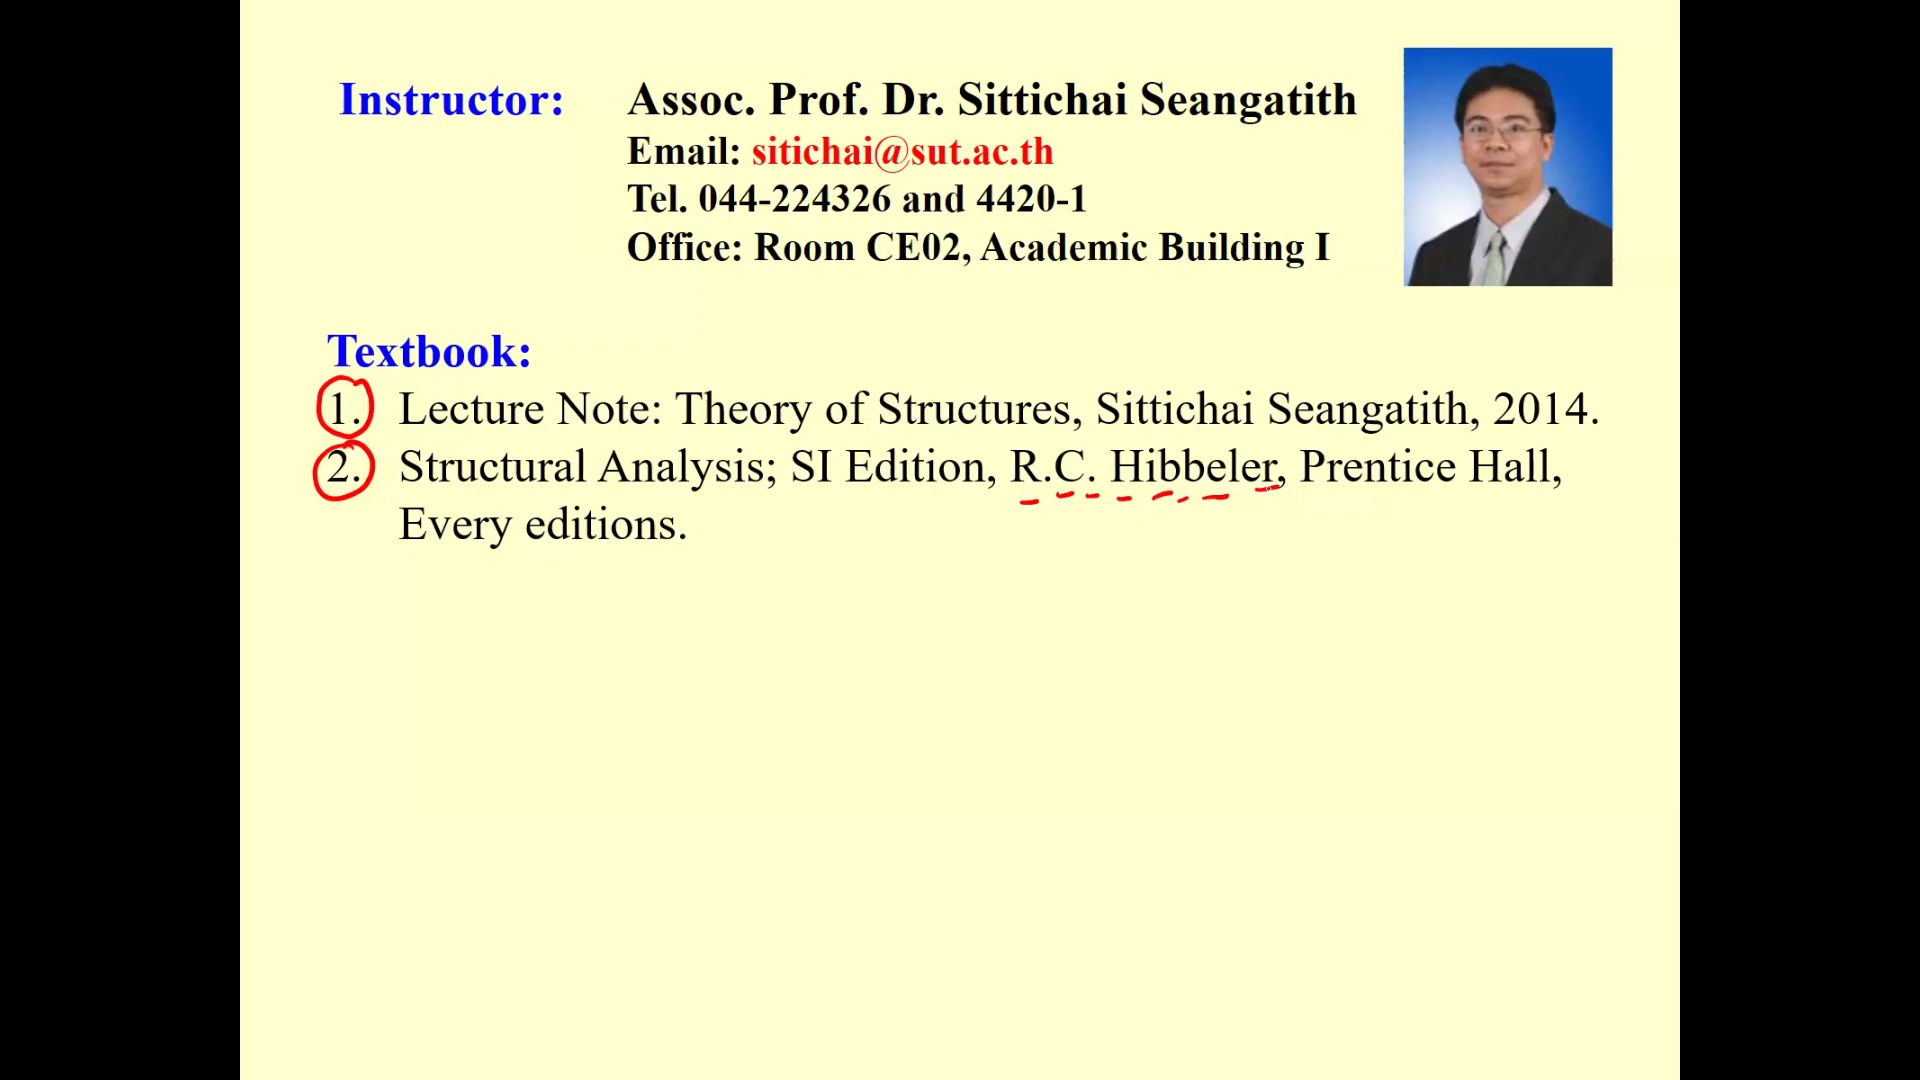 Instructor: Assoc. Prof. Dr. Sittichai Seangatith
Email: sitichai@sut.ac.th
Tel. 044-224326 and 4420-1
Office: Room CE02, Academic Building I
Textbook:
1. Lecture Note: Theory of Structures, Sittichai Seangatith, 2014.
2. Structural Analysis; SI Edition, R.C. Hibbeler, Prentice Hall,
Every editions.